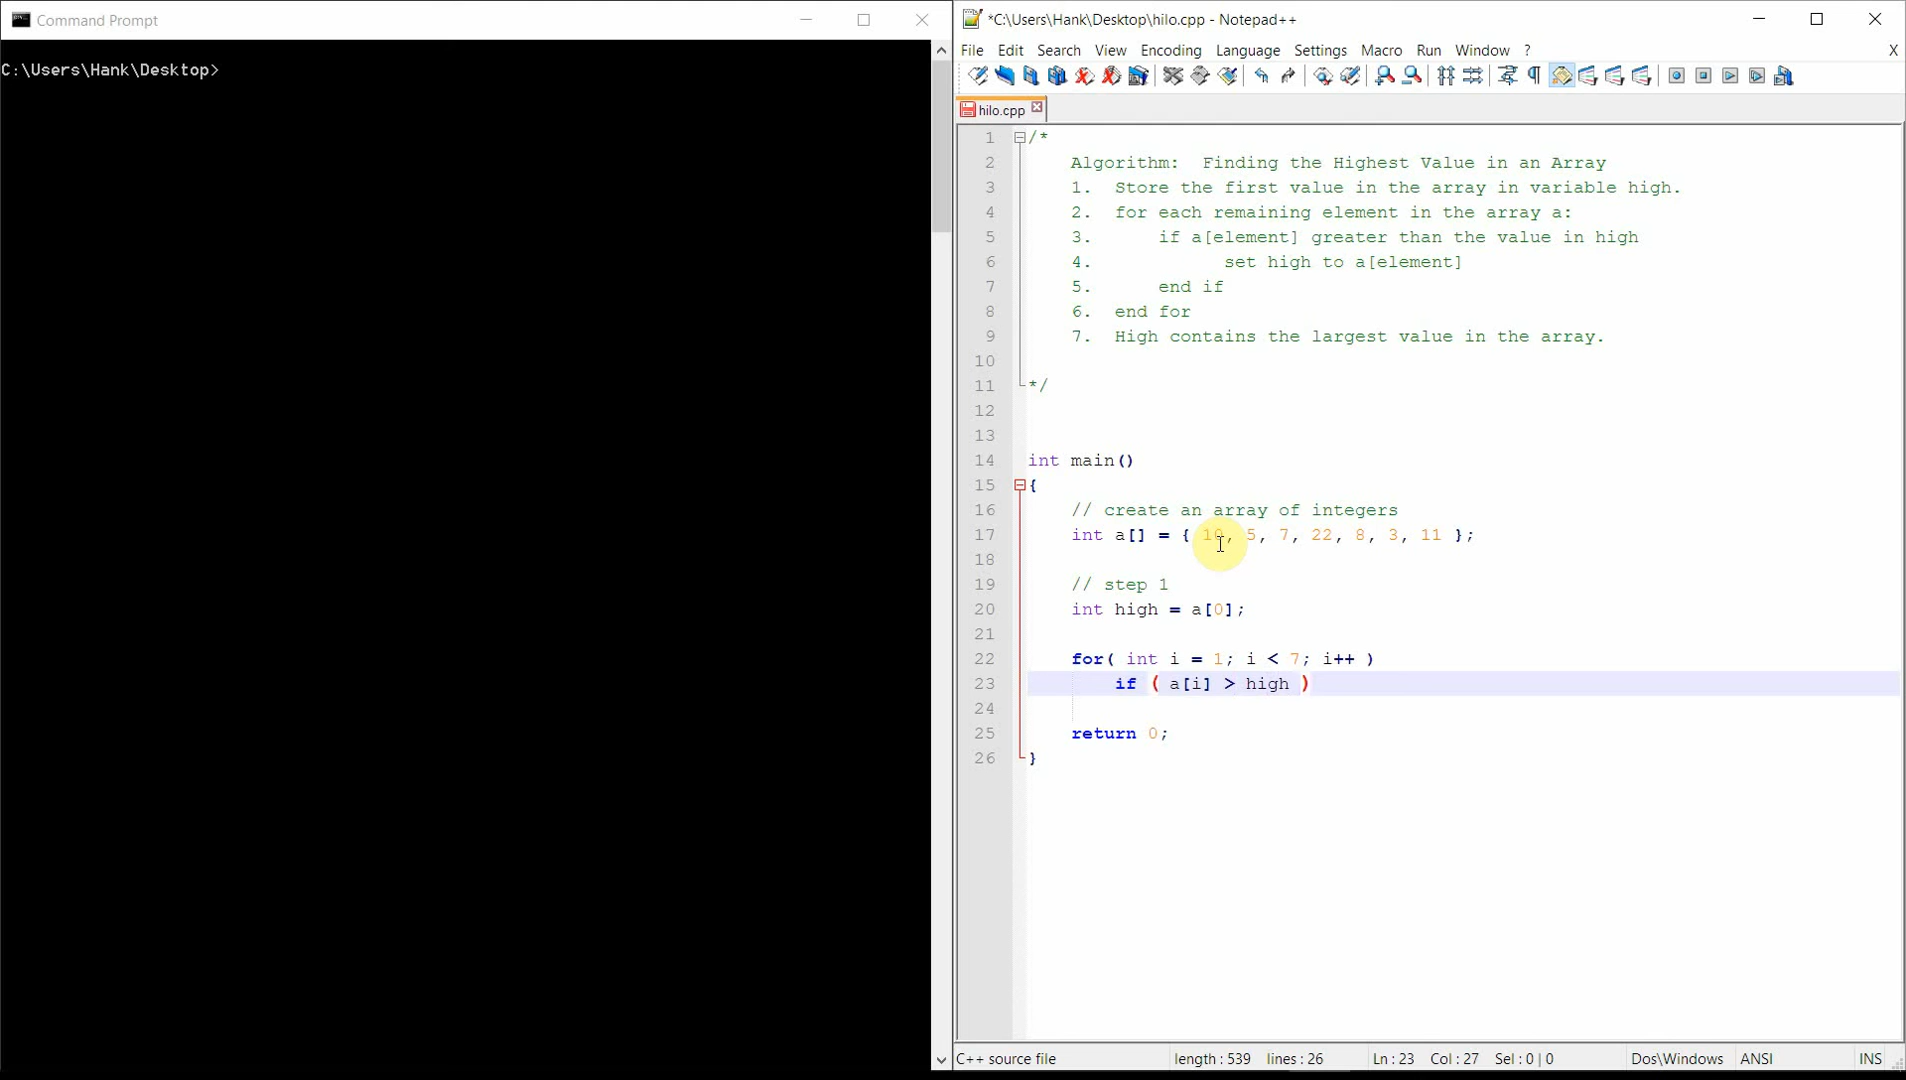 Command Prompt
C:\Users\Hank\Desktop>
*C:\Users\Hank\Desktop\hilo.cpp - Notepad++
File Edit Search View Encoding Language Settings Macro Run Window ? X
hilo.cpp
1 /*
2 Algorithm: Finding the Highest Value in an Array
3 1. Store the first value in the array in variable high.
4 2. for each remaining element in the array a:
5 3. if a[element] greater than the value in high
6 4. set high to a[element]
7 5. end if
8 6. end for
9 7. High contains the largest value in the array.
10
11 */
12
13
14 int main()
15 {
16 // create an array of integers
17 int a[] = { 10, 5, 7, 22, 8, 3, 11 };
18
19 // step 1
20 int high = a[0];
21
22 for( int i = 1; i < 7; i++ )
23 if ( a[i] > high )
24
25 return 0;
26 }
C++ source file length : 539 lines : 26 Ln : 23 Col : 27 Sel : 0 | 0 Dos\Windows ANSI INS